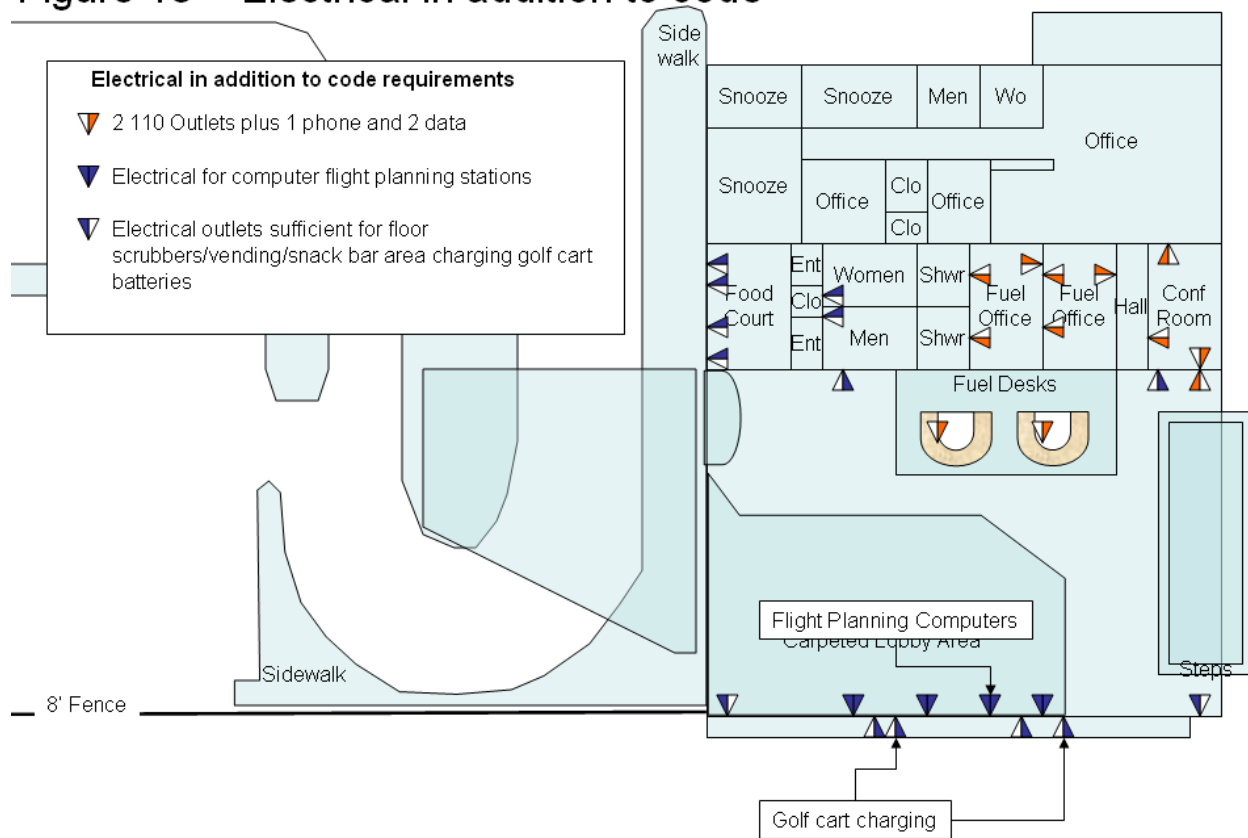 Figure 18 – Electrical in addition to code
Electrical in addition to code requirements
2 110 Outlets plus 1 phone and 2 data
Electrical for computer flight planning stations
Electrical outlets sufficient for floor
scrubbers/vending/snack bar area charging golf cart
batteries
Side
walk
Snooze
Snooze
Men
Wo
Office
Snooze
Office
Clo
Clo
Office
Food
Court
Ent
Clo
Ent
Women
Men
Shwr
Shwr
Fuel
Office
Fuel
Office
Hall
Conf
Room
Fuel Desks
Flight Planning Computers
Carpeted Lobby Area
Steps
Sidewalk
8' Fence
Golf cart charging